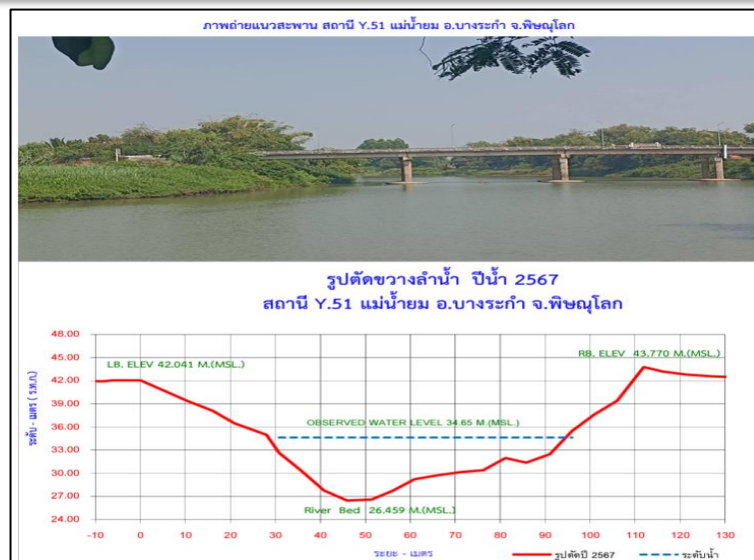 ภาพถ่ายแนวสะพาน สถานี Y.51 แม่น้ำยม อ.บางระกำ จ.พิษณุโลก
รูปตัดขวางลำน้ำ ปีน้ำ 2567
สถานี Y.51 แม่น้ำยม อ.บางระกำ จ.พิษณุโลก
48.00
45.00
42.00
39.00
36.00
33.00
30.00
27.00
24.00
ระดับ - เมตร ( ร.ท.ก.)
LB. ELEV 42.041 M.(MSL.)
RB. ELEV 43.770 M.(MSL.)
OBSERVED WATER LEVEL 34.65 M.(MSL.)
River Bed 26.459 M.(MSL.)
-10 0 10 20 30 40 50 60 70 80 90 100 110 120 130
ระยะ - เมตร
รูปตัดปี 2567
ระดับน้ำ